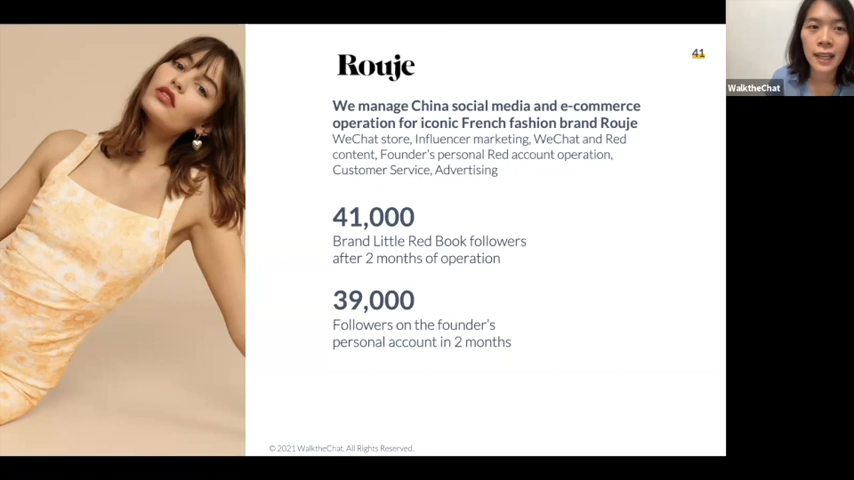 Rouje
41
We manage China social media and e-commerce
operation for iconic French fashion brand Rouje
WeChat store, Influencer marketing, WeChat and Red
content, Founder's personal Red account operation,
Customer Service, Advertising
41,000
Brand Little Red Book followers
after 2 months of operation
39,000
Followers on the founder's
personal account in 2 months
© 2021 WalktheChat. All Rights Reserved.
WalktheChat